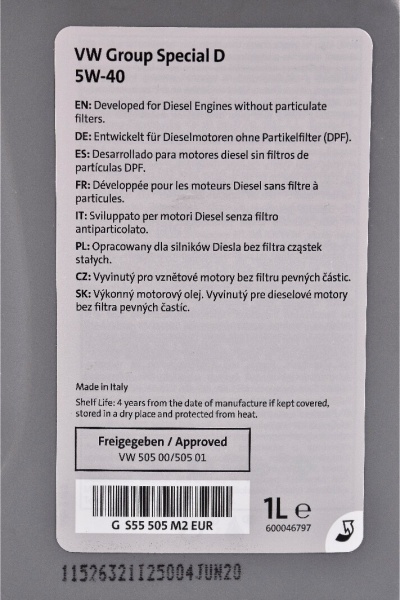 VW Group Special D
5W-40
EN: Developed for Diesel Engines without particulate
filters.
DE: Entwickelt für Dieselmotoren ohne Partikelfilter (DPF).
ES: Desarrollado para motores diesel sin filtros de
partículas DPF.
FR: Développée pour les moteurs Diesel sans filtre à
particules.
IT: Sviluppato per motori Diesel senza filtro
antiparticolato.
PL: Opracowany dla silników Diesla bez filtra cząstek
stałych.
CZ: Vyvinutý pro vznětové motory bez filtru pevných částic.
SK: Výkonný motorový olej. Vyvinutý pre dieselové motory
bez filtra pevných častíc.
Made in Italy
Shelf Life: 4 years from the date of manufacture if kept covered,
stored in a dry place and protected from heat.
Freigegeben / Approved
VW 505 00/505 01
G S55 505 M2 EUR
1L ℮
600046797
11526321125004JUN20